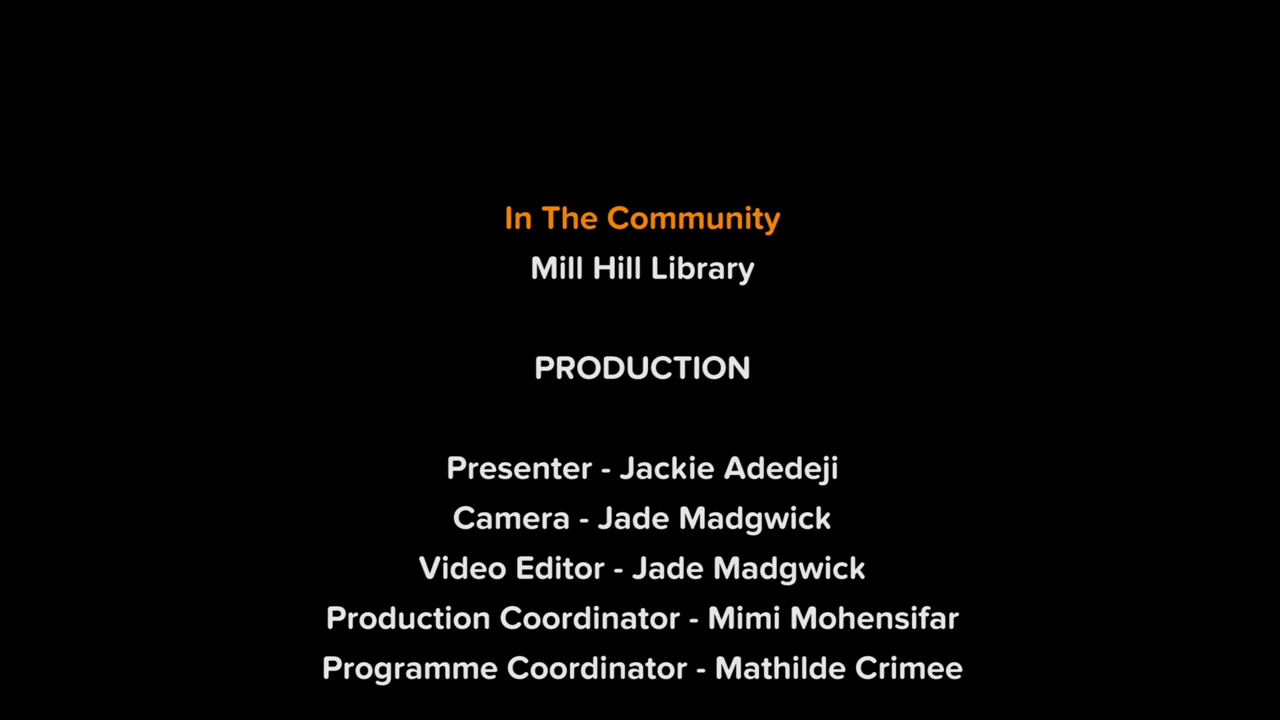 In The Community
Mill Hill Library
PRODUCTION
Presenter - Jackie Adedeji
Camera - Jade Madgwick
Video Editor - Jade Madgwick
Production Coordinator - Mimi Mohensifar
Programme Coordinator - Mathilde Crimee